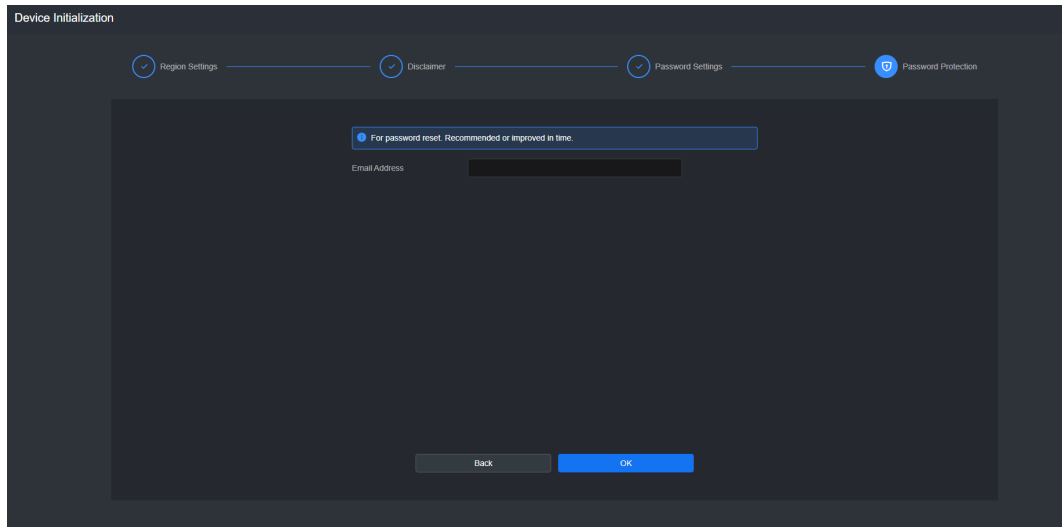 Device Initialization
Region Settings
Disclaimer
Password Settings
Password Protection
For password reset. Recommended or improved in time.
Email Address
Back
OK